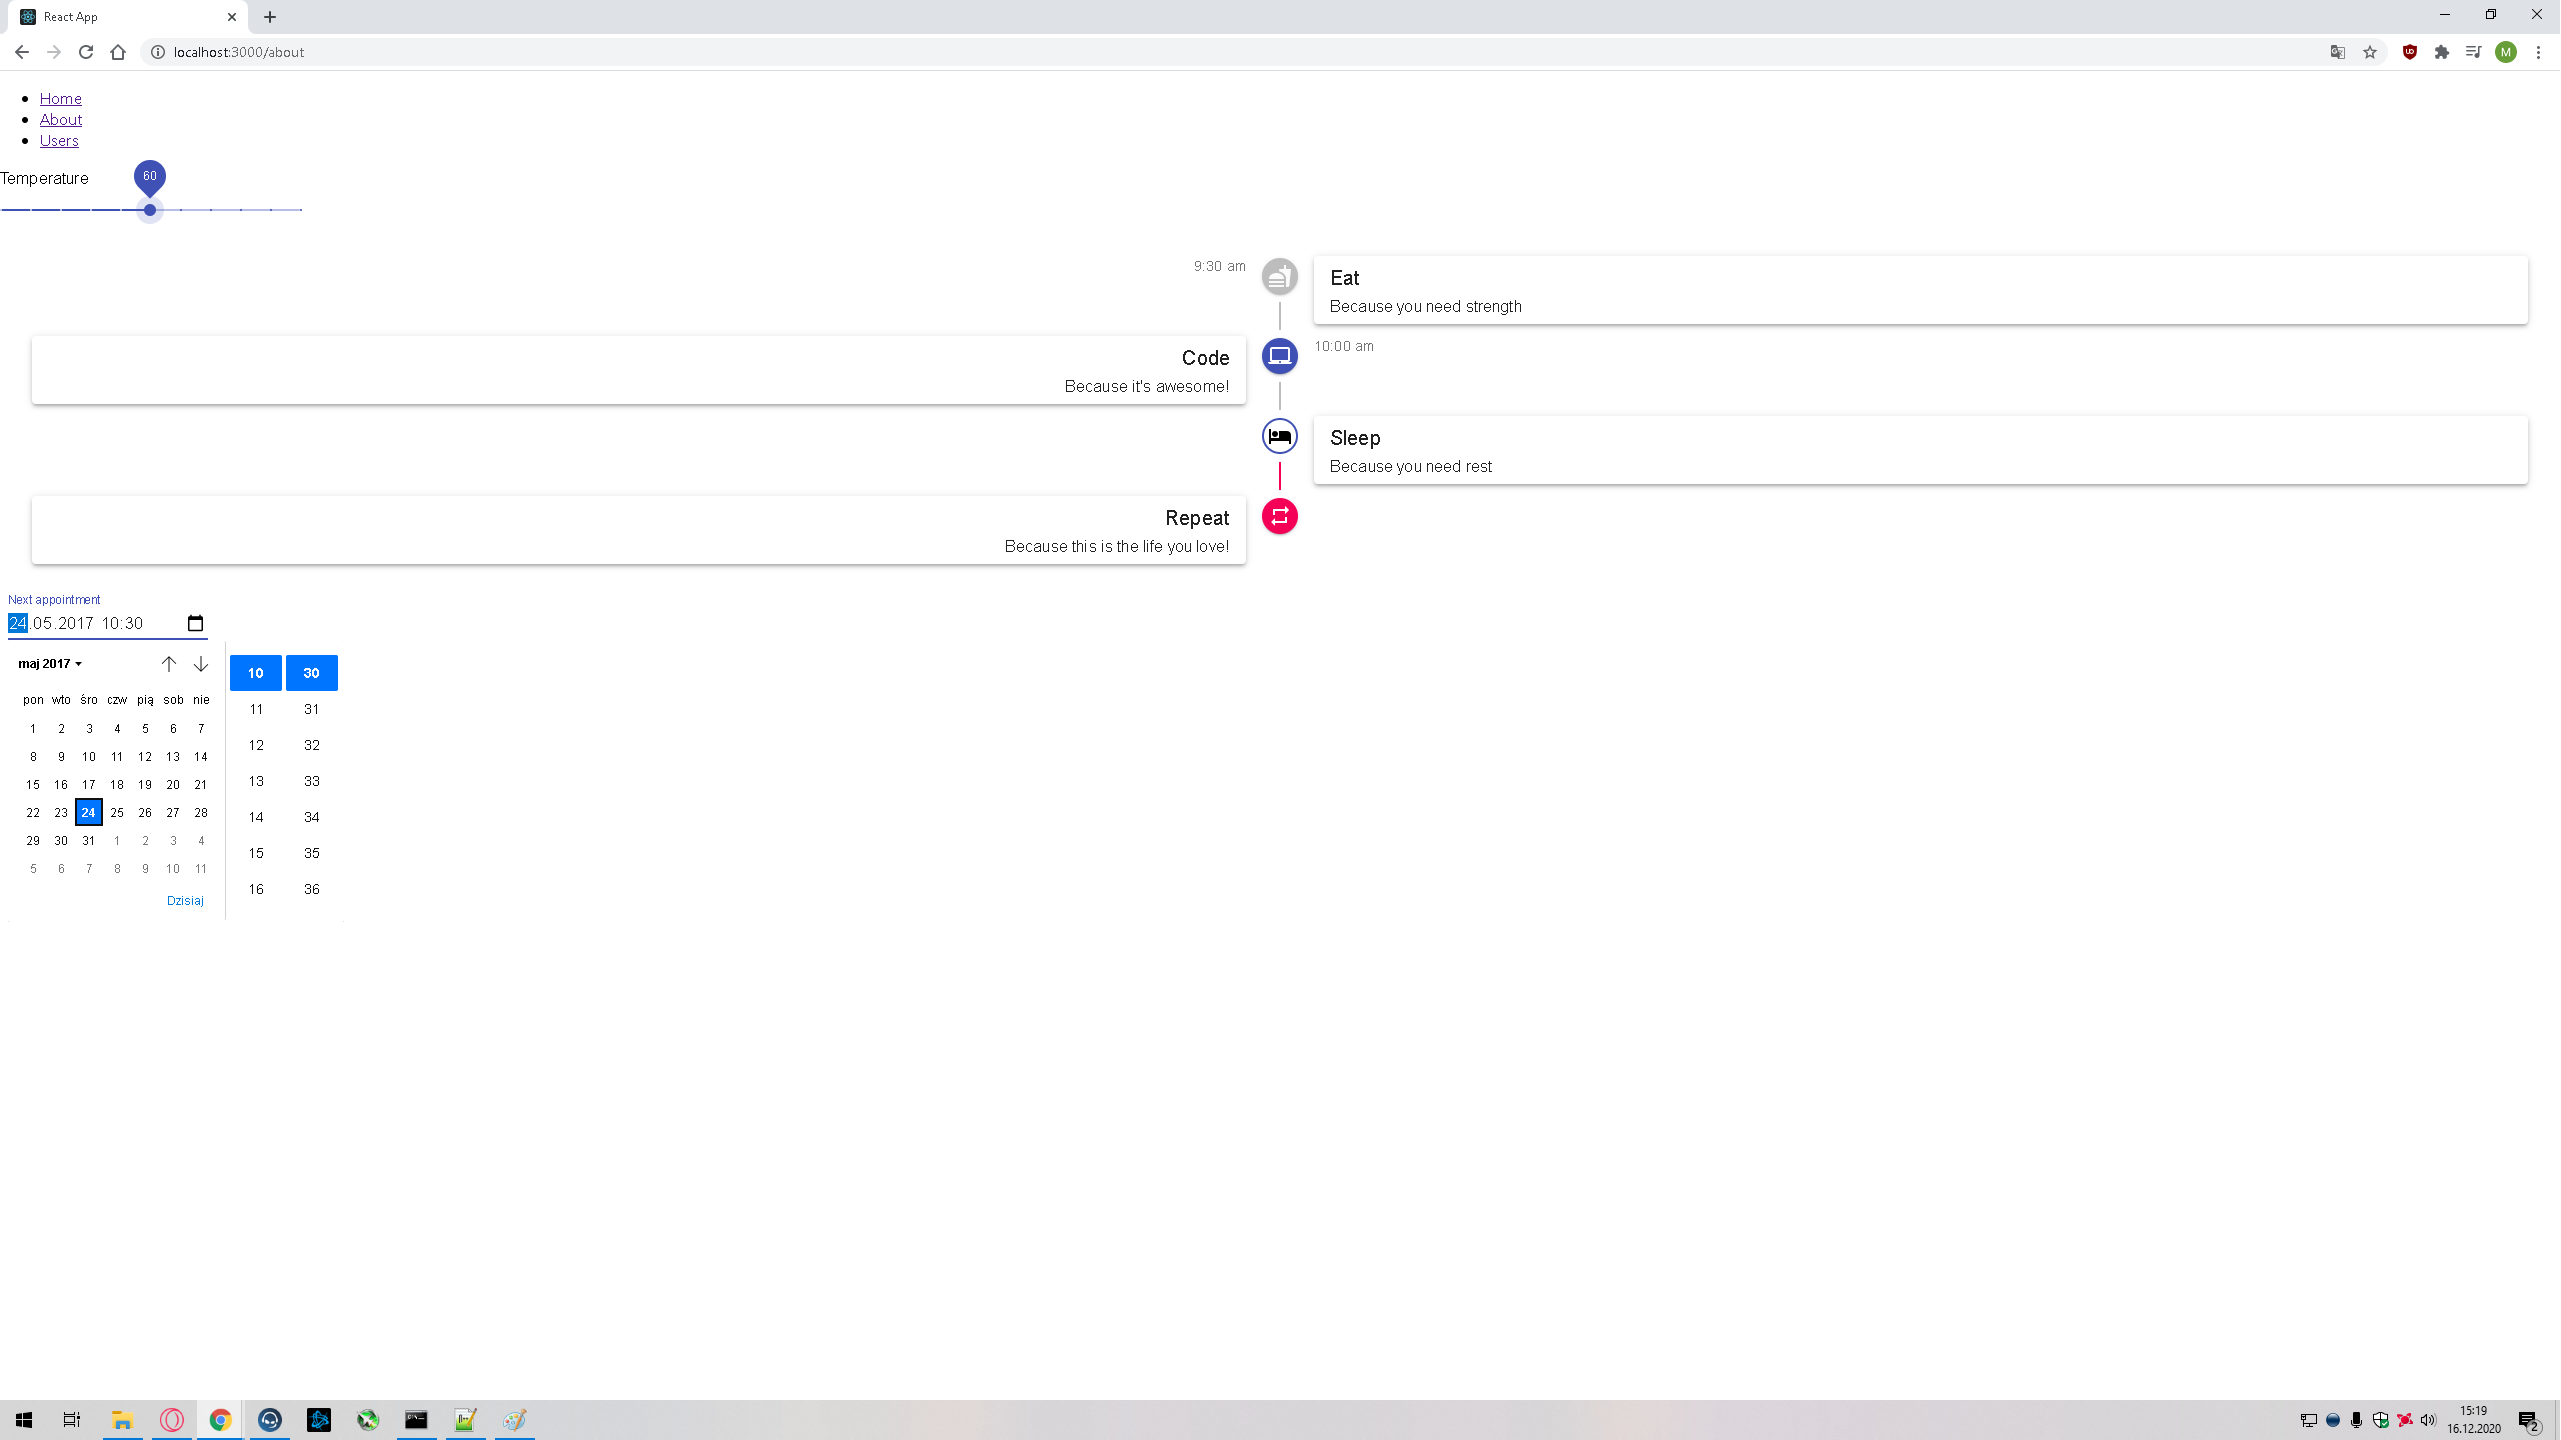 React App
localhost:3000/about
M
Home
About
Users
Temperature
60
9:30 am
Eat
Because you need strength
Code
Because it's awesome!
10:00 am
Sleep
Because you need rest
Repeat
Because this is the life you love!
Next appointment
24.05.2017 10:30
maj 2017
pon wto śro czw pią sob nie
1 2 3 4 5 6 7
8 9 10 11 12 13 14
15 16 17 18 19 20 21
22 23 24 25 26 27 28
29 30 31 1 2 3 4
5 6 7 8 9 10 11
Dzisiaj
10 30
11 31
12 32
13 33
14 34
15 35
16 36
15:19
16.12.2020
2